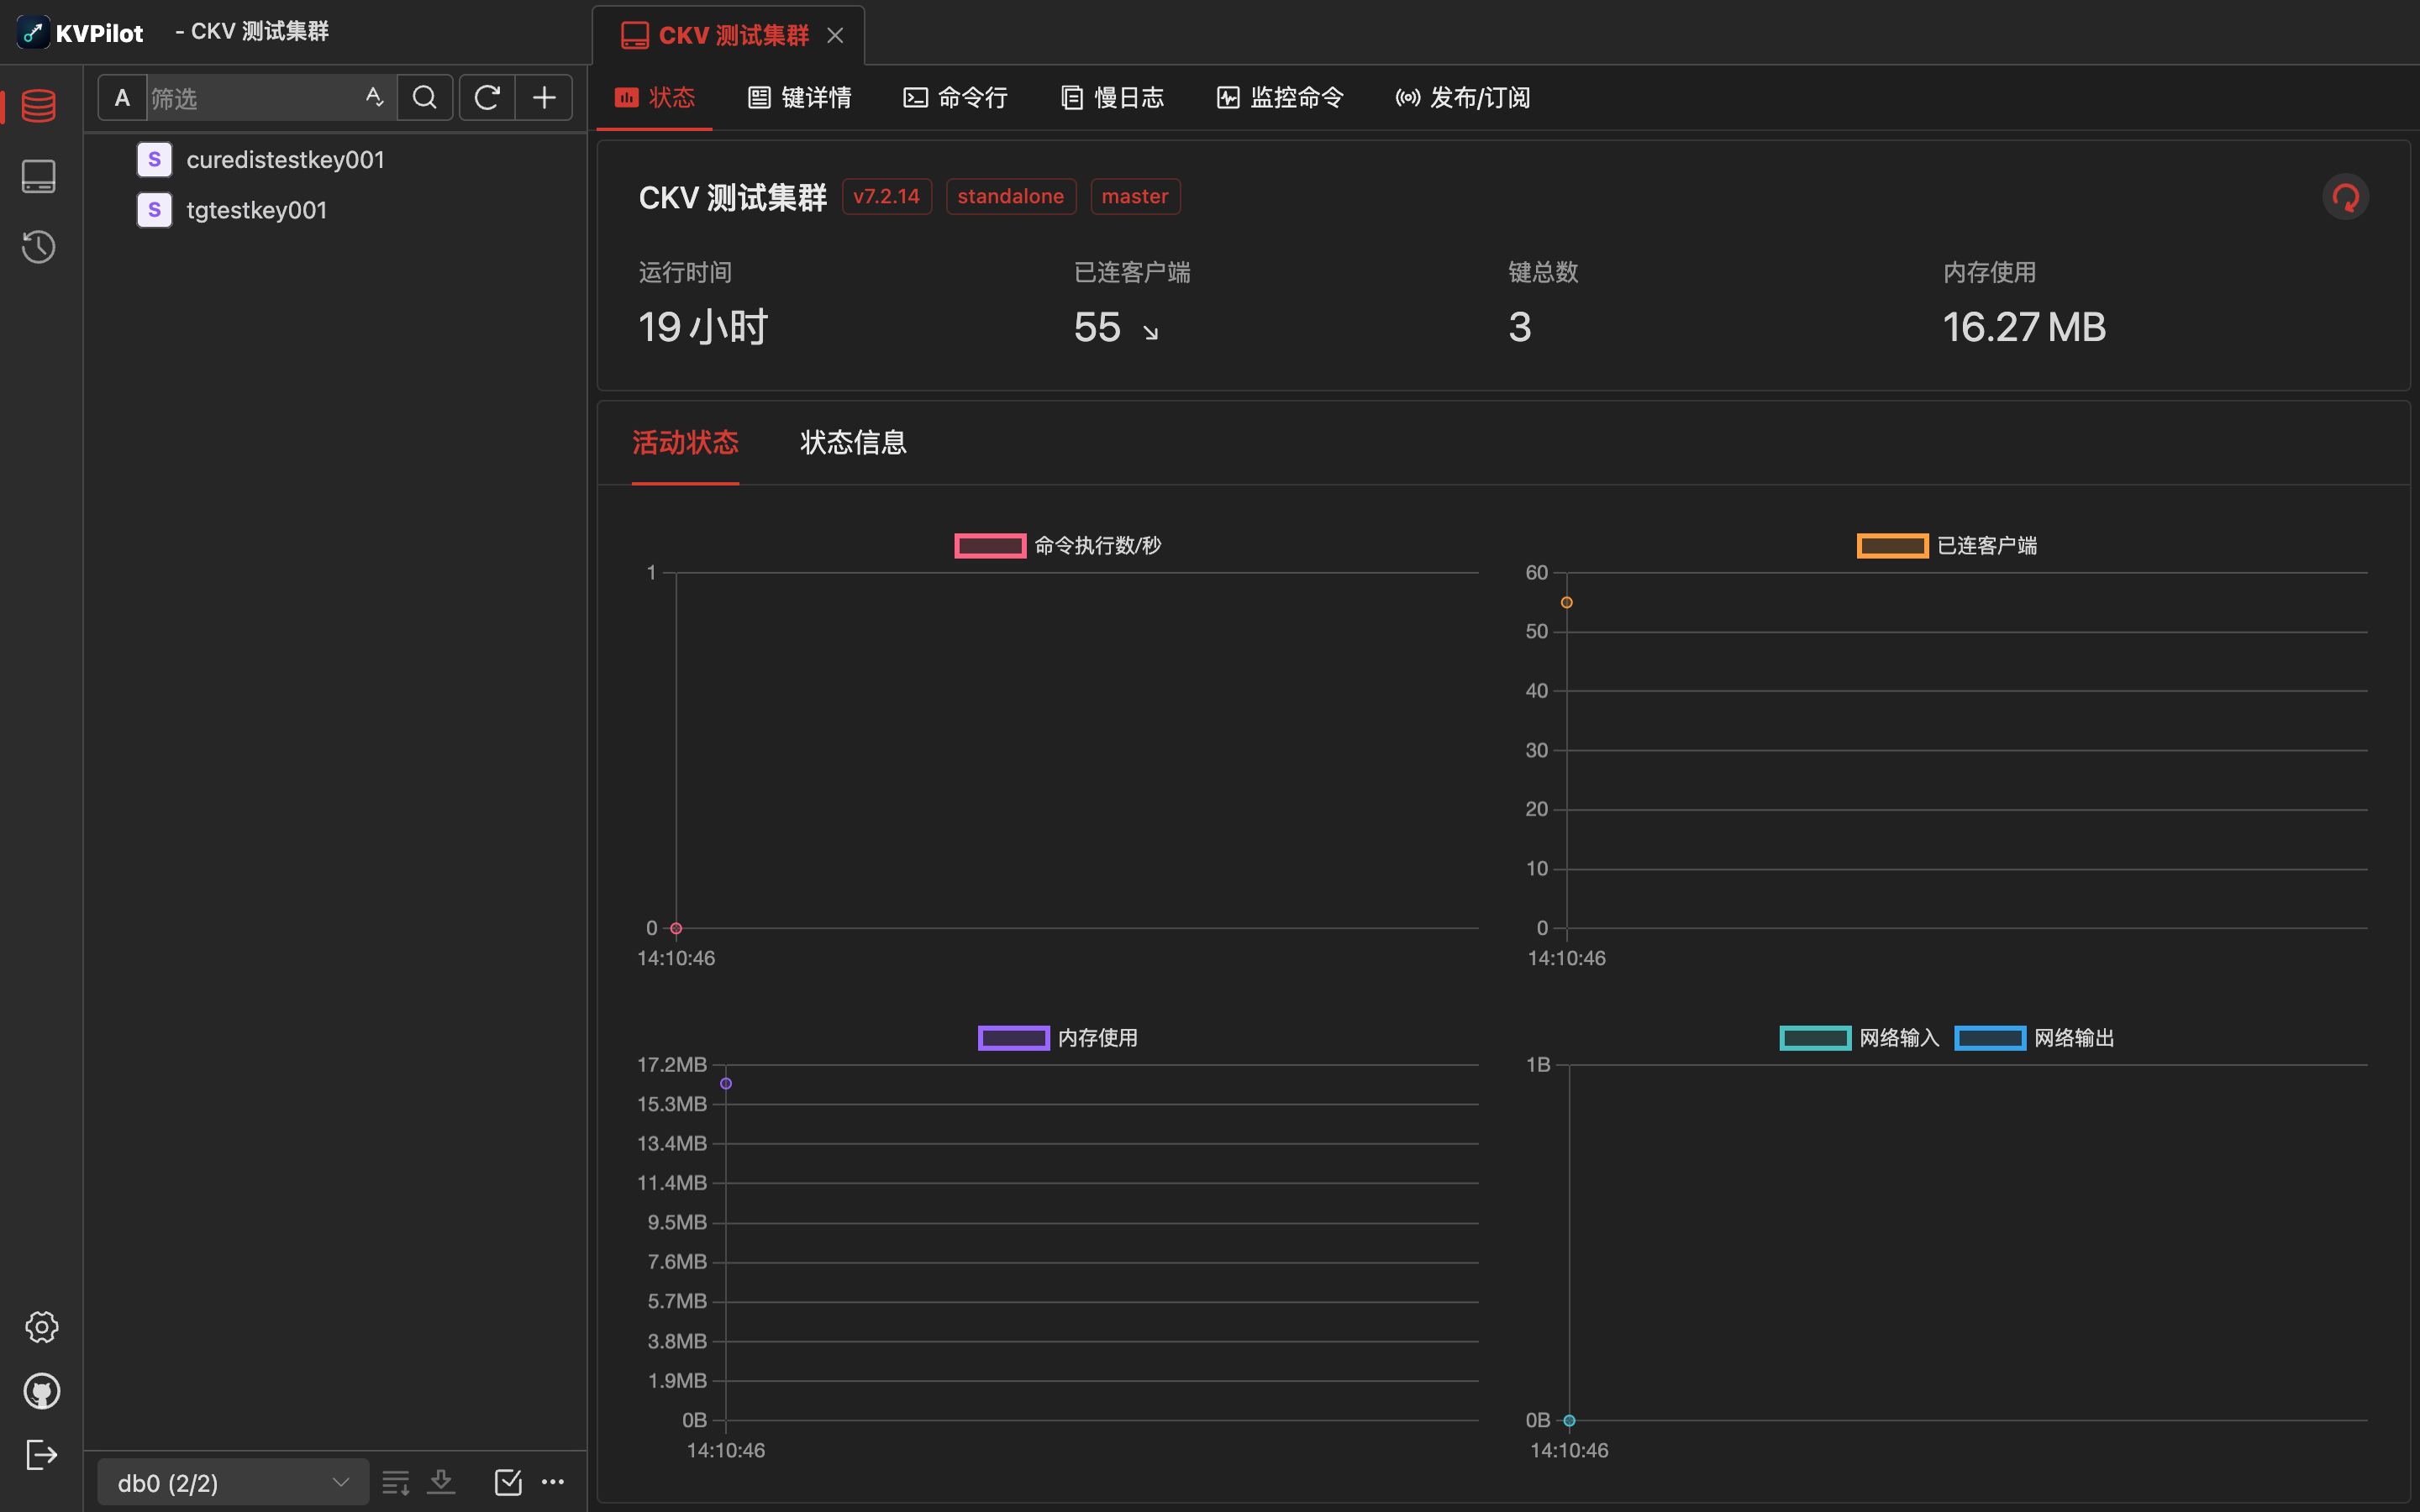 KVPilot - CKV 测试集群
CKV 测试集群
A 筛选
状态 键详情 命令行 慢日志 监控命令 发布/订阅
S curedistestkey001
S tgtestkey001
CKV 测试集群 v7.2.14 standalone master
运行时间 已连客户端 键总数 内存使用
19 小时 55 ↘ 3 16.27 MB
活动状态 状态信息
命令执行数/秒
1
0
14:10:46
已连客户端
60
50
40
30
20
10
0
14:10:46
内存使用
17.2MB
15.3MB
13.4MB
11.4MB
9.5MB
7.6MB
5.7MB
3.8MB
1.9MB
0B
14:10:46
网络输入 网络输出
1B
0B
14:10:46
db0 (2/2)